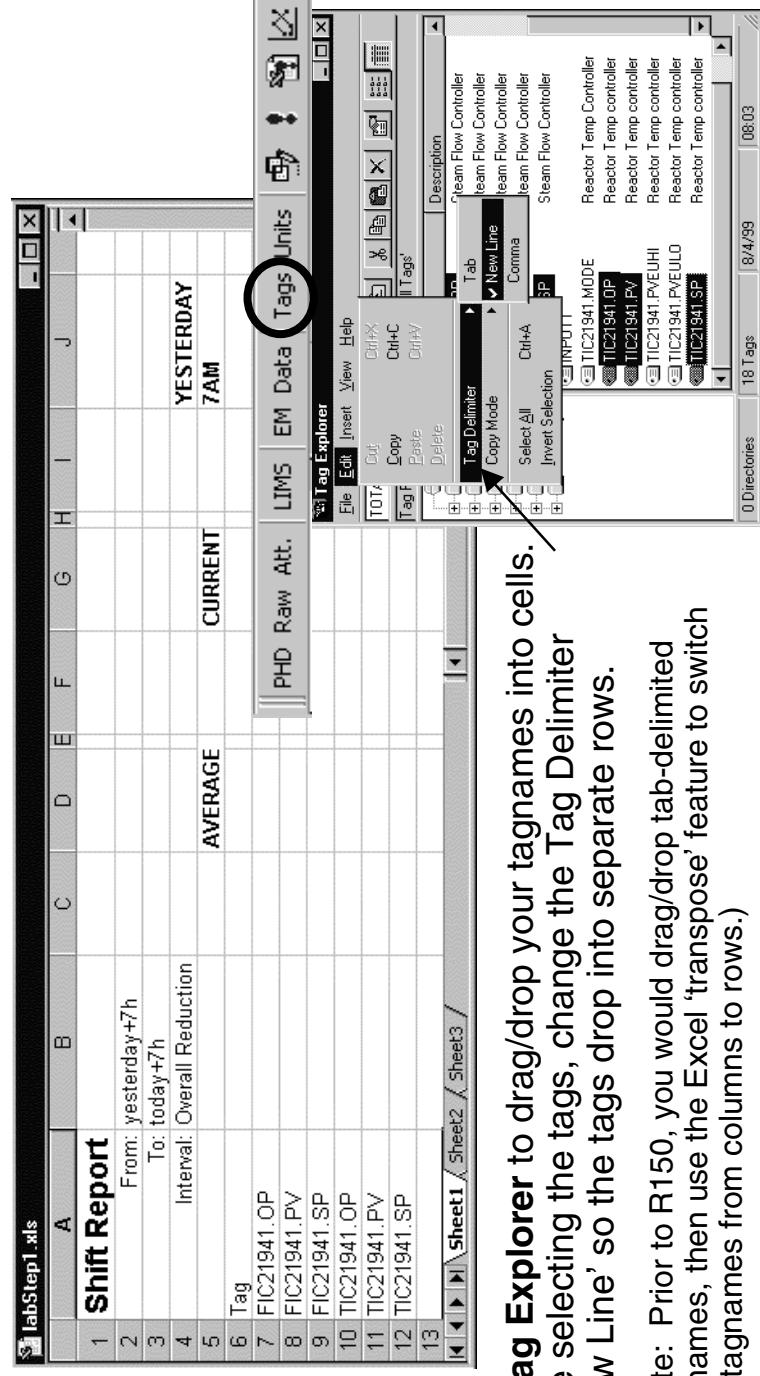 labStep1.xls
A B C D E F G H I J
1 Shift Report
2 From: yesterday+7h
3 To: today+7h
4 Interval: Overall Reduction YESTERDAY
5 AVERAGE CURRENT 7AM
6 Tag
7 FIC21941.OP
8 FIC21941.PV
9 FIC21941.SP
10 TIC21941.OP
11 TIC21941.PV
12 TIC21941.SP
13
Sheet1 Sheet2 Sheet3
PHD Raw Att. LIMS EM Data Tags Units
Tag Explorer
File Edit Insert View Help
TOTA
Cut Ctrl+X
Copy Ctrl+C
Paste Ctrl+V
Delete
Tag Delimiter
Copy Mode
Select All Ctrl+A
Invert Selection
Tab
New Line
Comma
Tags'
Description
Steam Flow Controller
Steam Flow Controller
Steam Flow Controller
Steam Flow Controller
Steam Flow Controller
SP Steam Flow Controller
INPUT1
TIC21941.MODE Reactor Temp Controller
TIC21941.OP Reactor Temp controller
TIC21941.PV Reactor Temp controller
TIC21941.PVEUHI Reactor Temp Controller
TIC21941.PVEULO Reactor Temp Controller
TIC21941.SP Reactor Temp Controller
0 Directories 18 Tags 8/4/99 08:03
ag Explorer to drag/drop your tagnames into cells.
e selecting the tags, change the Tag Delimiter
w Line' so the tags drop into separate rows.
te: Prior to R150, you would drag/drop tab-delimited
names, then use the Excel 'transpose' feature to switch
tagnames from columns to rows.)